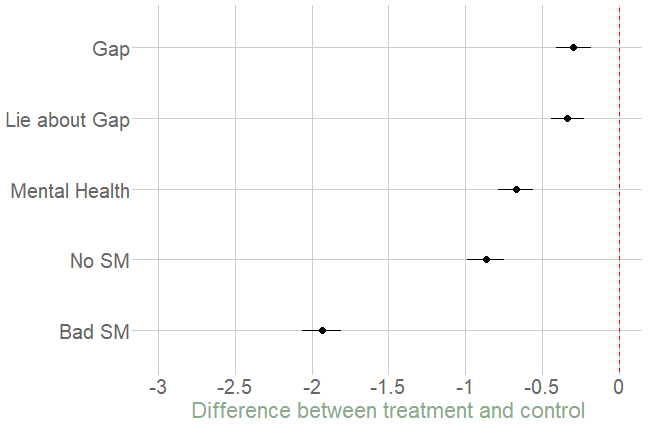 Gap
Lie about Gap
Mental Health
No SM
Bad SM
-3 -2.5 -2 -1.5 -1 -0.5 0
Difference between treatment and control